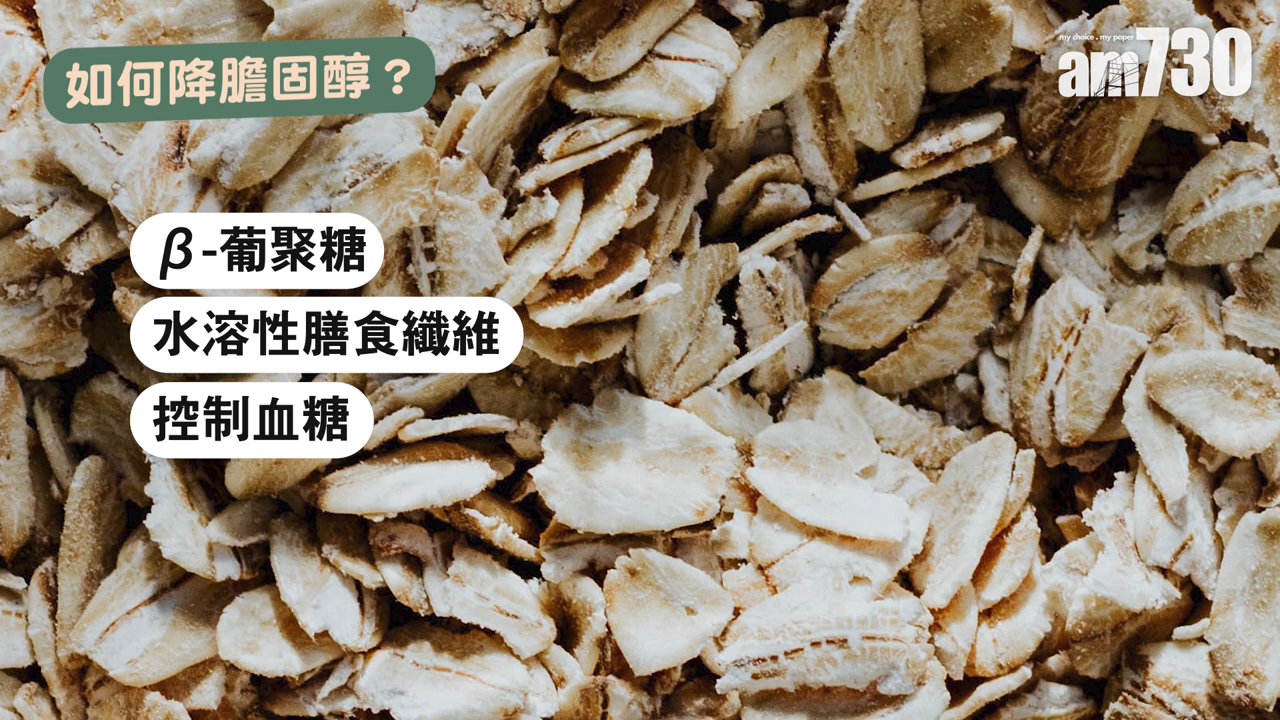 如何降膽固醇？
my choice . my paper
am730
β-葡聚糖
水溶性膳食纖維
控制血糖